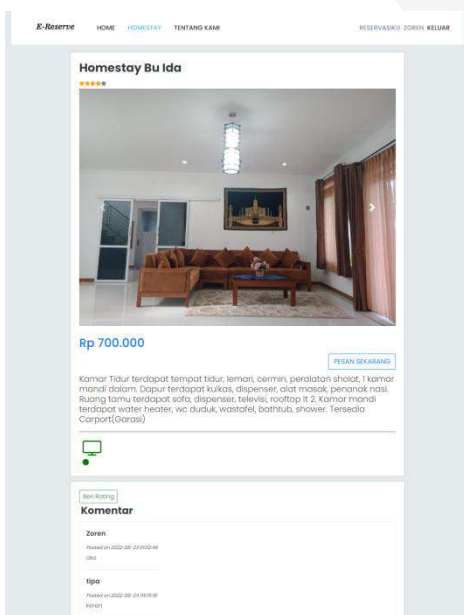 E-Reserve HOME HOMESTAY TENTANG KAMI RESERVASIKU ZOREN KELUAR
Homestay Bu Ida
Rp 700.000
PESAN SEKARANG
Kamar Tidur terdapat tempat tidur, lemari, cermin, peralatan sholat, 1 kamar
mandi dalam. Dapur terdapat kulkas, dispenser, alat masak, penanak nasi.
Ruang tamu terdapat sofa, dispenser, televisi, rooftop lt 2. Kamar mandi
terdapat water heater, wc duduk, wastafel, bathtub, shower. Tersedia
Carport(Garasi)
Beri Rating
Komentar
Zoren
tipa
keren